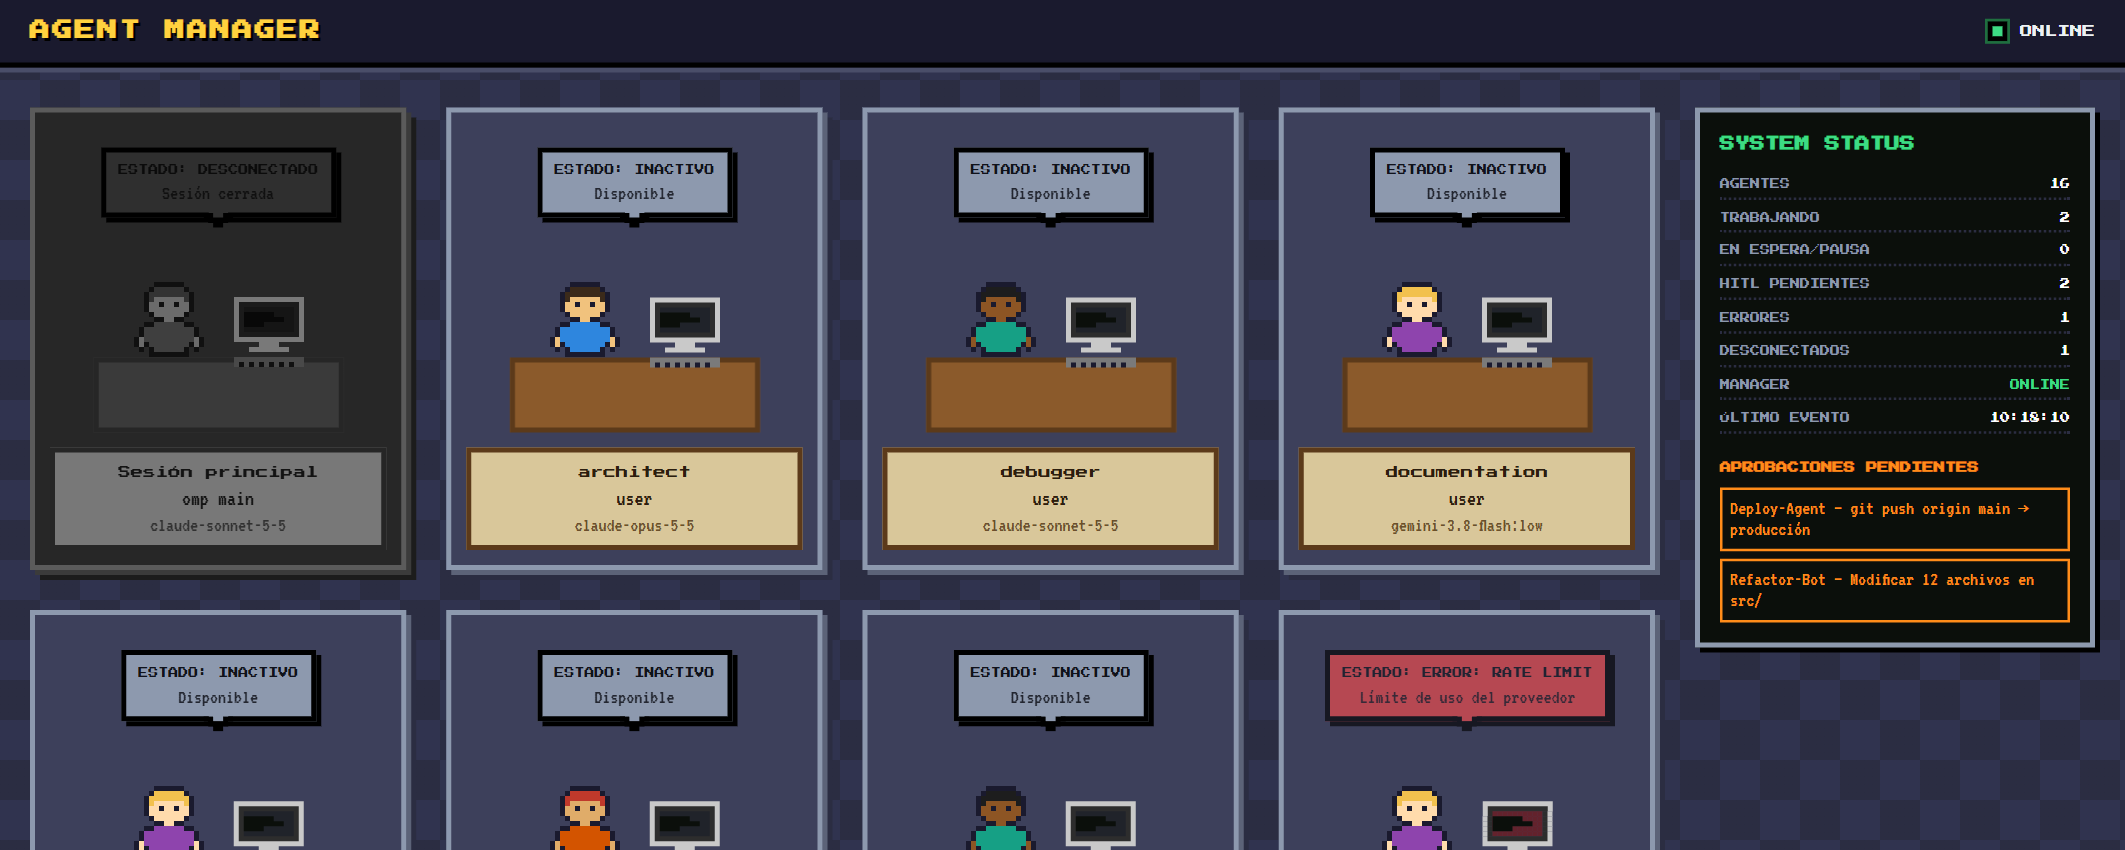 AGENT MANAGER
ONLINE
ESTADO: DESCONECTADO
Sesión cerrada
Sesión principal
omp main
claude-sonnet-5-5
ESTADO: INACTIVO
Disponible
architect
user
claude-opus-5-5
ESTADO: INACTIVO
Disponible
debugger
user
claude-sonnet-5-5
ESTADO: INACTIVO
Disponible
documentation
user
gemini-3.8-flash:low
SYSTEM STATUS
AGENTES 16
TRABAJANDO 2
EN ESPERA/PAUSA 0
HITL PENDIENTES 2
ERRORES 1
DESCONECTADOS 1
MANAGER ONLINE
úLTIMO EVENTO 10:18:10
APROBACIONES PENDIENTES
Deploy-Agent – git push origin main →
producción
Refactor-Bot – Modificar 12 archivos en
src/
ESTADO: INACTIVO
Disponible
ESTADO: INACTIVO
Disponible
ESTADO: INACTIVO
Disponible
ESTADO: ERROR: RATE LIMIT
Límite de uso del proveedor